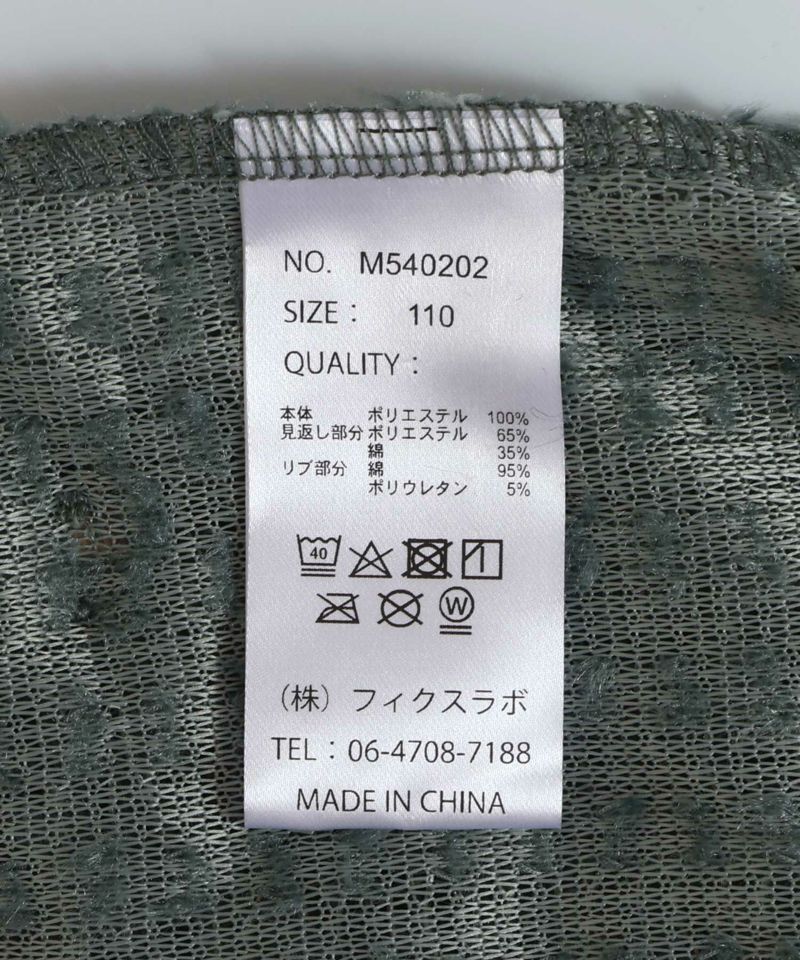 NO. M540202
SIZE： 110
QUALITY：
本体 ポリエステル 100%
見返し部分 ポリエステル 65%
綿 35%
リブ部分 綿 95%
ポリウレタン 5%
40
W
（株）フィクスラボ
TEL：06-4708-7188
MADE IN CHINA